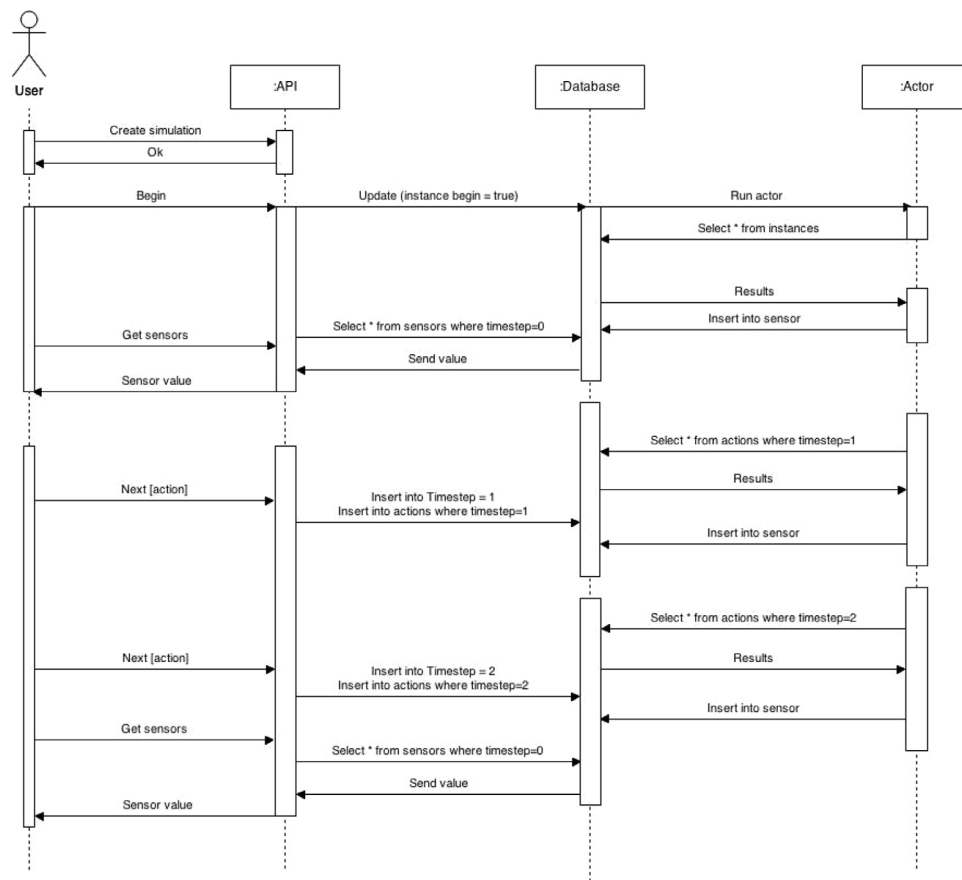 User
:API
:Database
:Actor
Create simulation
Ok
Begin
Update (instance begin = true)
Run actor
Select * from instances
Results
Insert into sensor
Select * from sensors where timestep=0
Get sensors
Send value
Sensor value
Select * from actions where timestep=1
Results
Next [action]
Insert into Timestep = 1
Insert into actions where timestep=1
Insert into sensor
Select * from actions where timestep=2
Next [action]
Results
Insert into Timestep = 2
Insert into actions where timestep=2
Insert into sensor
Get sensors
Select * from sensors where timestep=0
Send value
Sensor value